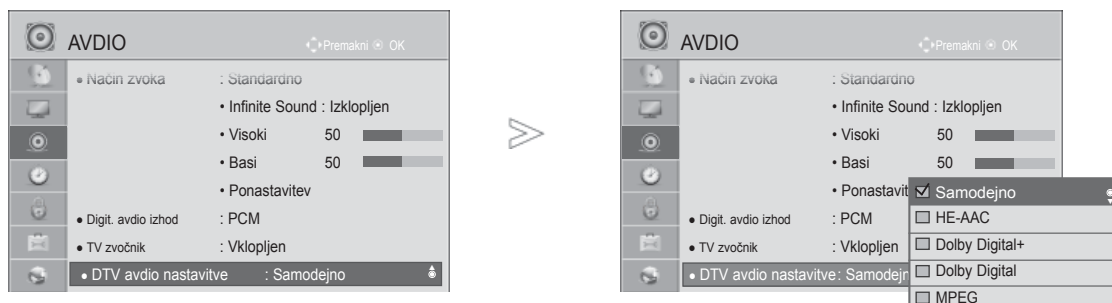 AVDIO
Premakni OK
• Način zvoka : Standardno
• Infinite Sound : Izklopljen
• Visoki 50
• Basi 50
• Ponastavitev
• Digit. avdio izhod : PCM
• TV zvočnik : Vklopljen
• DTV avdio nastavitve : Samodejno
AVDIO
Premakni OK
• Način zvoka : Standardno
• Infinite Sound : Izklopljen
• Visoki 50
• Basi 50
• Ponastavit
• Digit. avdio izhod : PCM
• TV zvočnik : Vklopljen
• DTV avdio nastavitve: Samodejn
Samodejno
HE-AAC
Dolby Digital+
Dolby Digital
MPEG